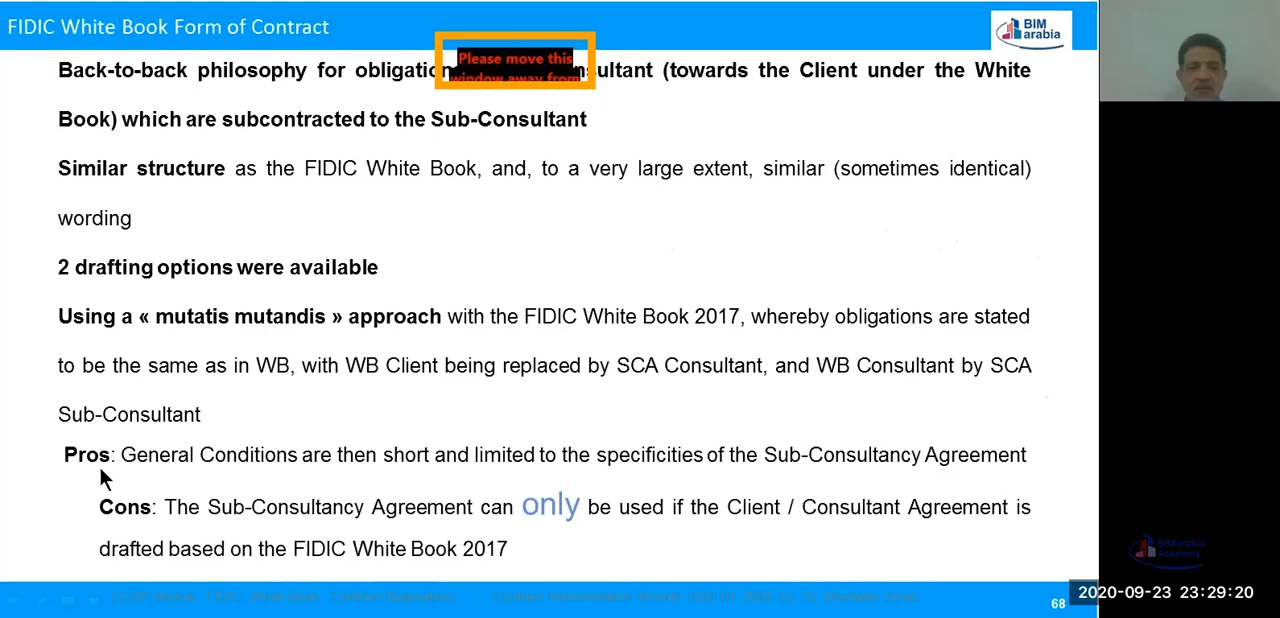 FIDIC White Book Form of Contract
BIM
arabia
Please move this
window away from
Back-to-back philosophy for obligation nsultant (towards the Client under the White
Book) which are subcontracted to the Sub-Consultant
Similar structure as the FIDIC White Book, and, to a very large extent, similar (sometimes identical)
wording
2 drafting options were available
Using a « mutatis mutandis » approach with the FIDIC White Book 2017, whereby obligations are stated
to be the same as in WB, with WB Client being replaced by SCA Consultant, and WB Consultant by SCA
Sub-Consultant
Pros: General Conditions are then short and limited to the specificities of the Sub-Consultancy Agreement
Cons: The Sub-Consultancy Agreement can only be used if the Client / Consultant Agreement is
drafted based on the FIDIC White Book 2017
BIMarabia
Academy
68
2020-09-23 23:29:20